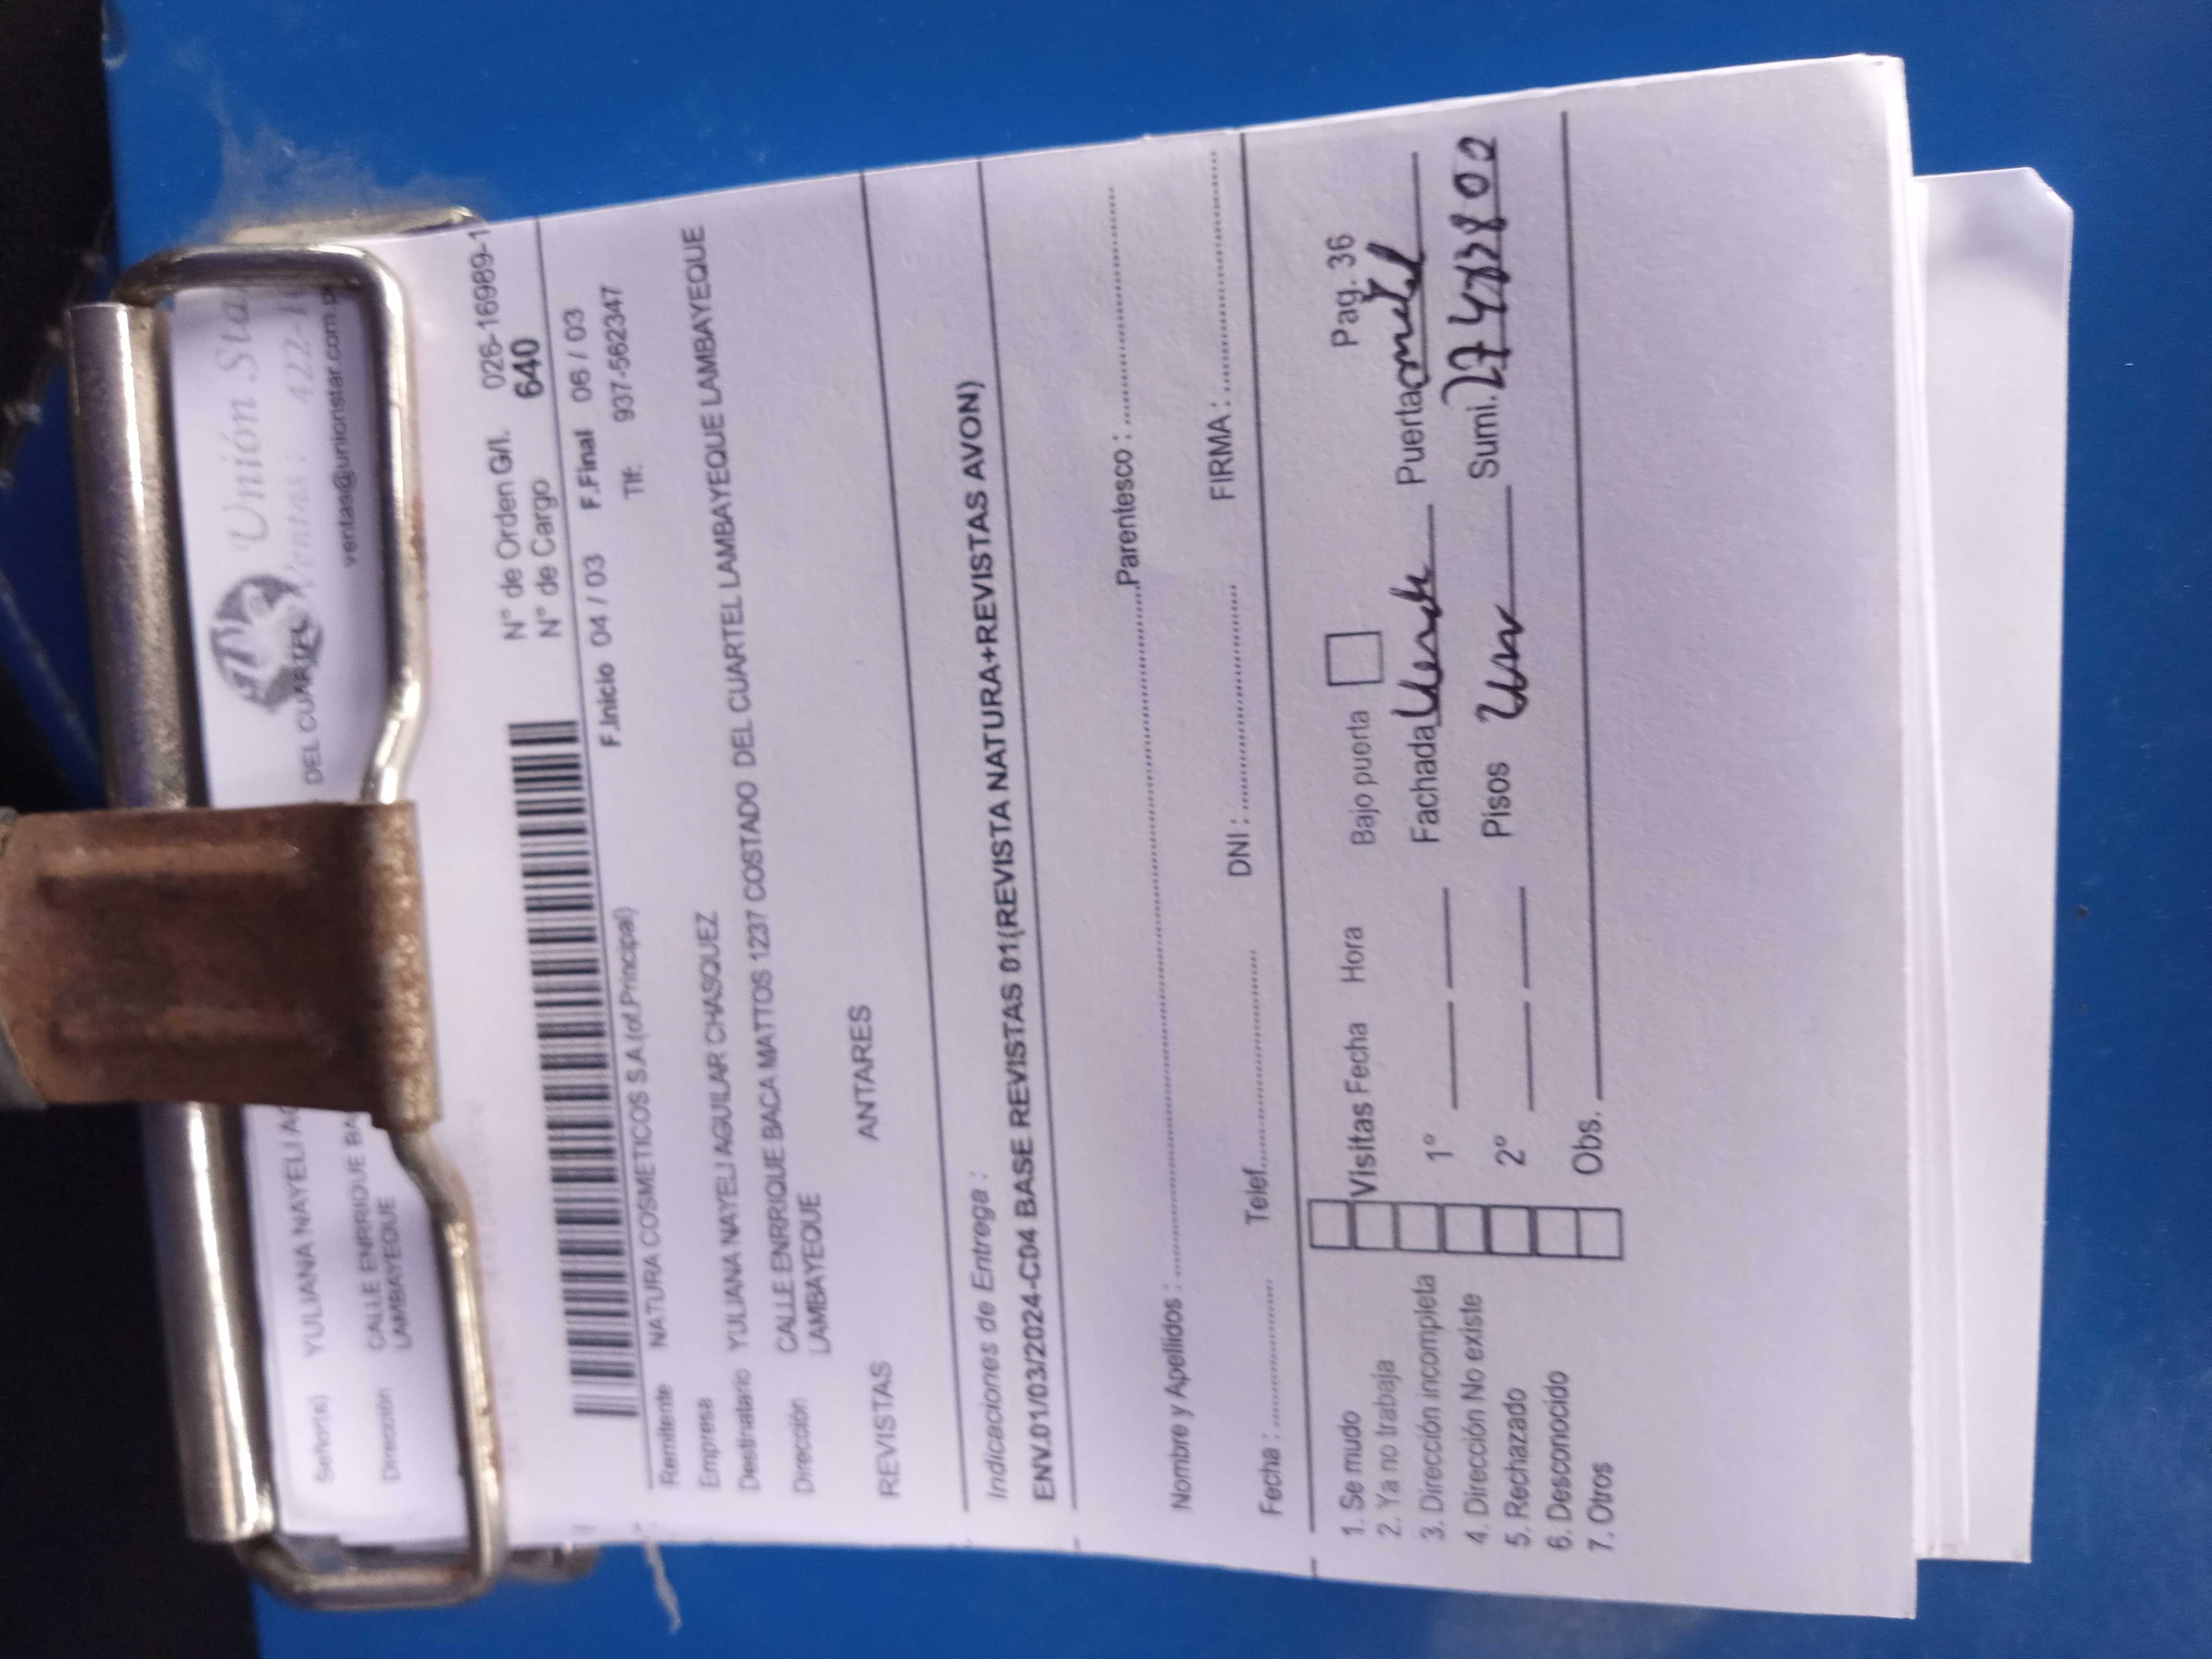 Unión Sta
Ventas : 422-1
ventas@unionstar.com.p
DEL CUARTEL
Señor(a) YULIANA NAYELI AG
Dirección CALLE ENRRIQUE BA
LAMBAYEQUE
N° de Orden G/I. 026-16989-1
N° de Cargo 640
F.Inicio 04 / 03 F.Final 06 / 03
Remitente NATURA COSMETICOS S.A (of.Principal) Tlf: 937-562347
Empresa
Destinatario YULIANA NAYELI AGUILAR CHASQUEZ
Dirección CALLE ENRRIQUE BACA MATTOS 1237 COSTADO DEL CUARTEL LAMBAYEQUE LAMBAYEQUE
LAMBAYEQUE
REVISTAS ANTARES
Indicaciones de Entrega :
ENV.01/03/2024-C04 BASE REVISTAS 01(REVISTA NATURA+REVISTAS AVON)
Nombre y Apellidos : Parentesco :
Fecha : Telef. DNI : FIRMA :
1. Se mudo
2. Ya no trabaja
3. Dirección incompleta
4. Dirección No existe
5. Rechazado
6. Desconocido
7. Otros
Visitas Fecha Hora Bajo puerta Pag. 36
1° Fachada Puerta
2° Pisos Sumi.
Obs.